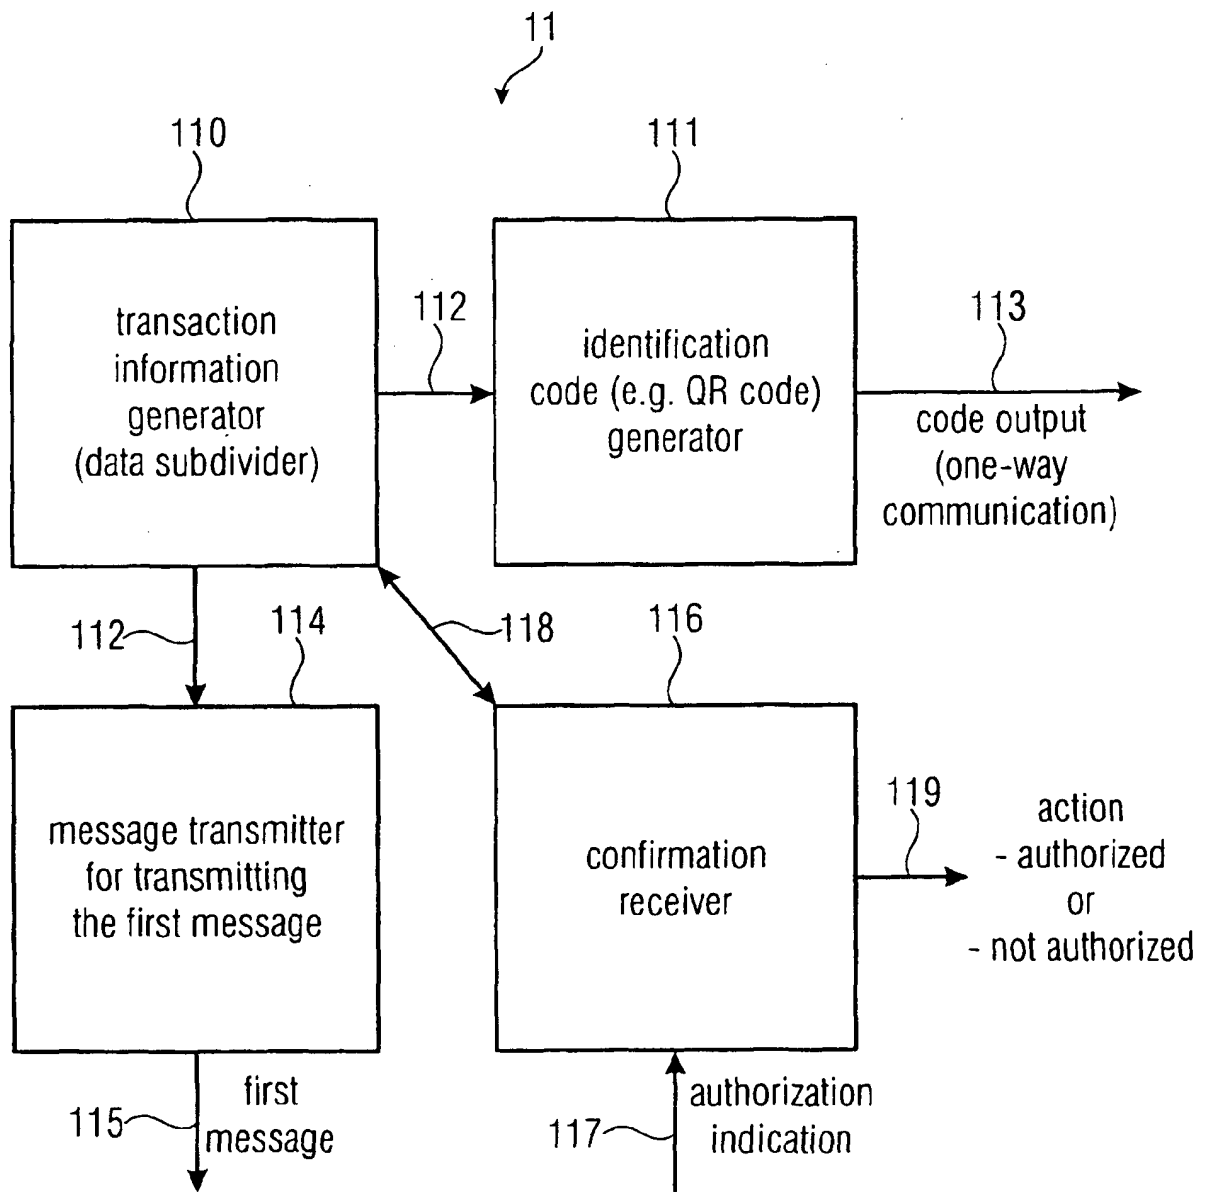 11
110
111
transaction
information
generator
(data subdivider)
112
identification
code (e.g. QR code)
generator
113
code output
(one-way
communication)
112
114
118
116
message transmitter
for transmitting
the first message
confirmation
receiver
119
action
- authorized
or
- not authorized
115
first
message
117
authorization
indication